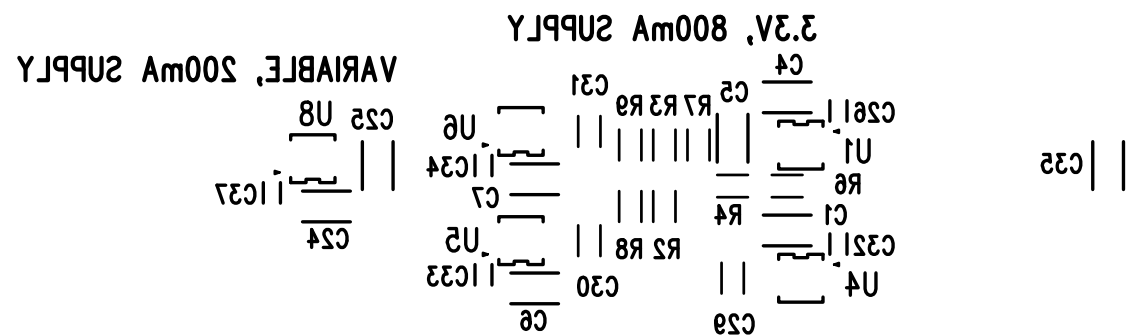 3.3V, 800mA SUPPLY
VARIABLE, 200mA SUPPLY
C4
C31
C5
R9
R3
R7
C26
U8
C25
U6
U1
C34
C35
R6
C37
C7
R4
C1
C24
U5
R8
R2
C32
C33
U4
C30
C6
C29